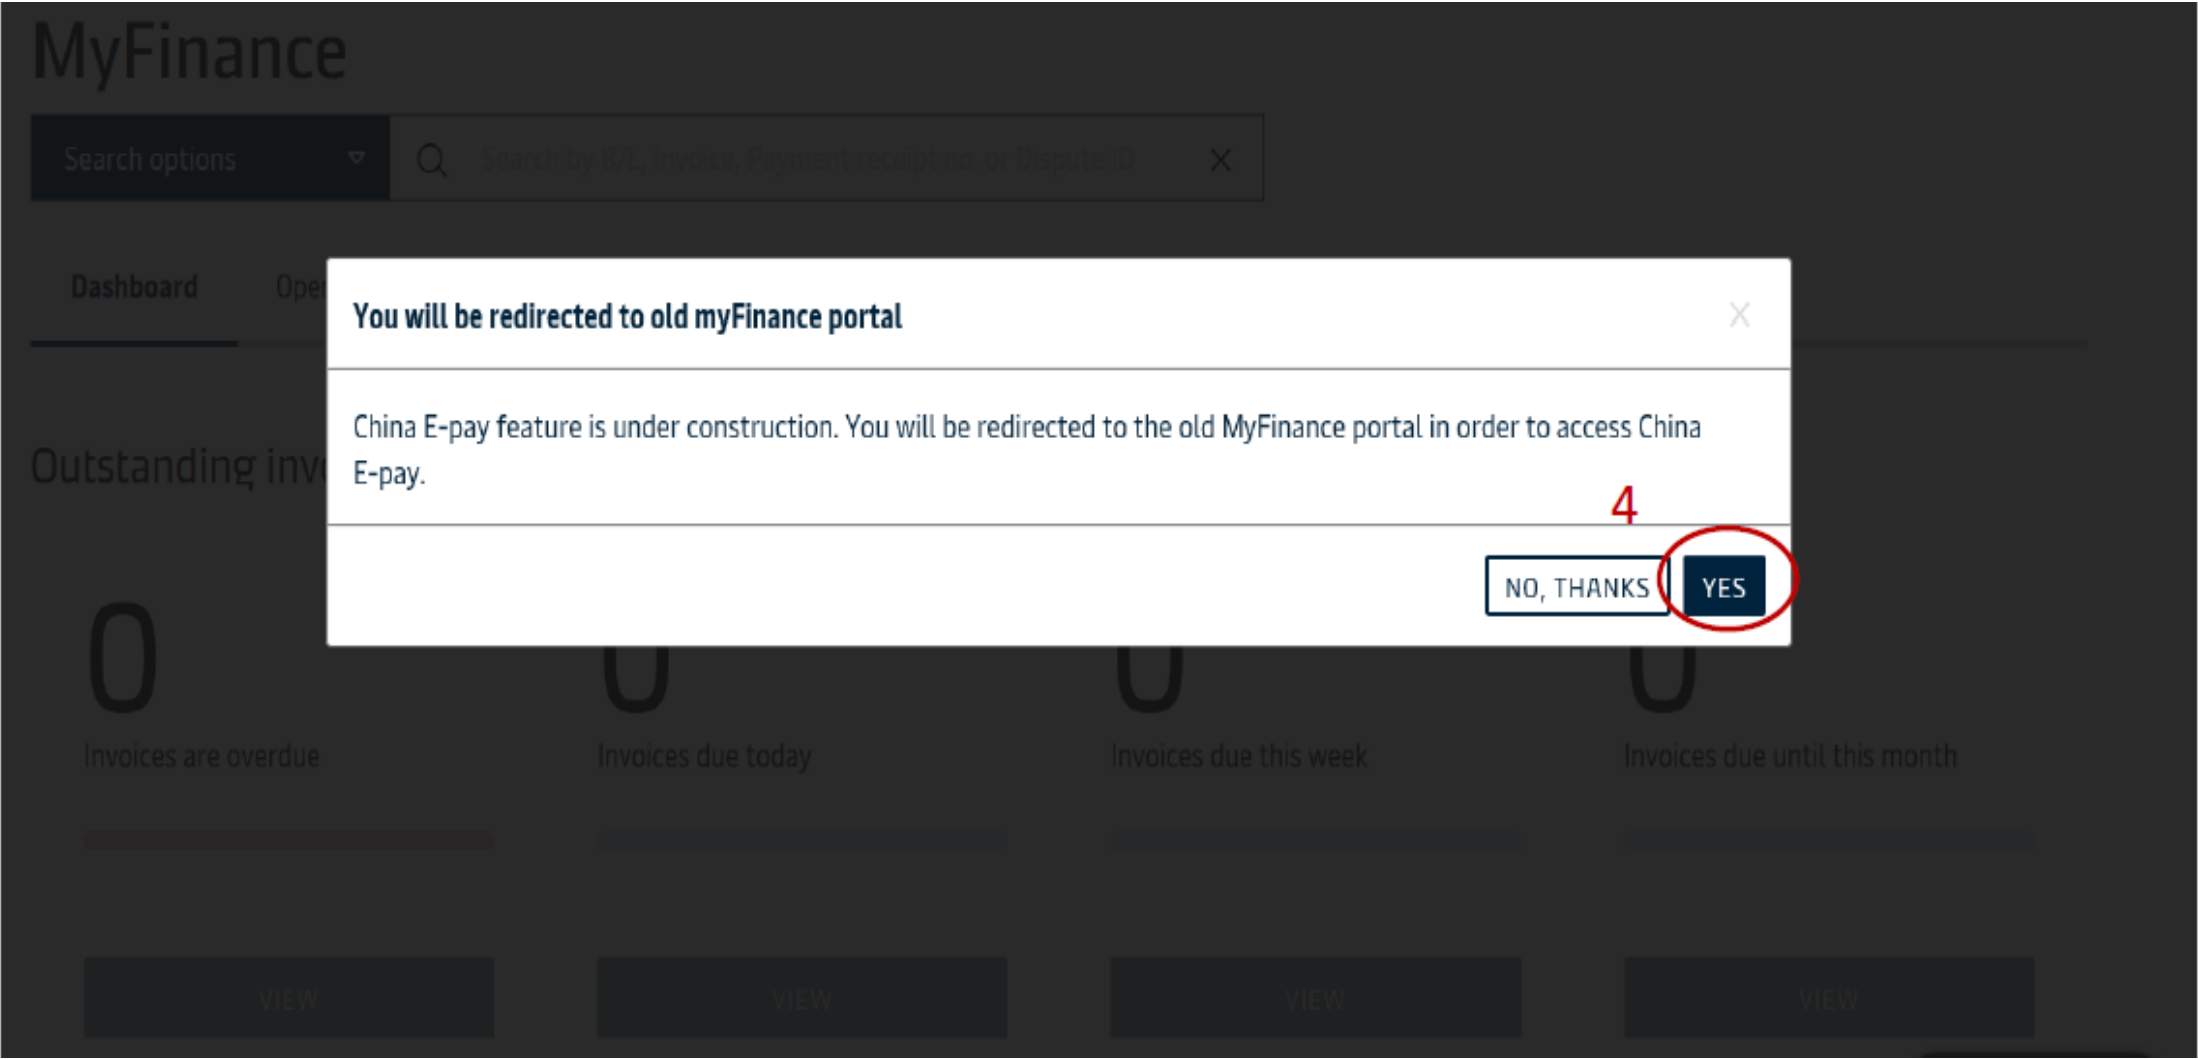 MyFinance
Search options
Search by B/L, Invoice, Payment receipt no. or Dispute ID
Dashboard
You will be redirected to old myFinance portal
X
China E-pay feature is under construction. You will be redirected to the old MyFinance portal in order to access China
E-pay.
Outstanding
4
NO, THANKS
YES
0 0 0 0
Invoices are overdue
Invoices due today
Invoices due this week
Invoices due until this month
VIEW VIEW VIEW VIEW